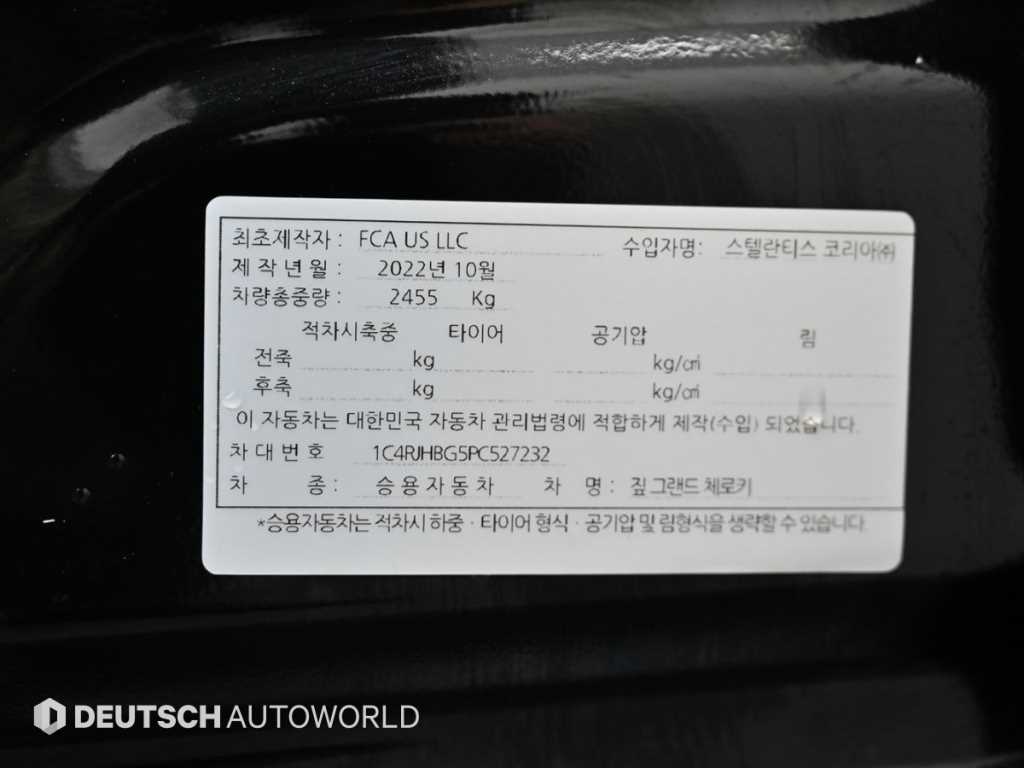 최초제작자 : FCA US LLC 수입자명: 스텔란티스 코리아㈜
제작년월 : 2022년 10월
차량총중량 : 2455 Kg
적차시축중 타이어 공기압 림
전축 kg kg/㎠
후축 kg kg/㎠
이 자동차는 대한민국 자동차 관리법령에 적합하게 제작(수입) 되었습니다.
차대번호 1C4RJHBG5PC527232
차 종 : 승용자동차 차 명 : 짚 그랜드 체로키
*승용자동차는 적차시 하중 · 타이어 형식 · 공기압 및 림형식을 생략할 수 있습니다.
DEUTSCH AUTOWORLD